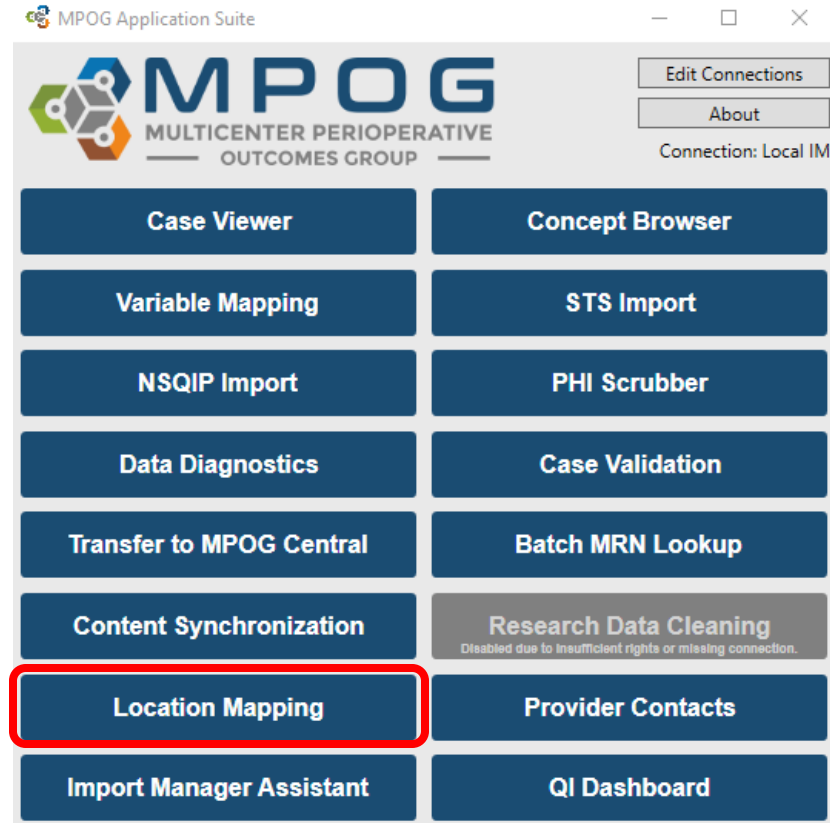 MPOG Application Suite
MPOG
MULTICENTER PERIOPERATIVE
OUTCOMES GROUP
Edit Connections
About
Connection: Local IM
Case Viewer
Concept Browser
Variable Mapping
STS Import
NSQIP Import
PHI Scrubber
Data Diagnostics
Case Validation
Transfer to MPOG Central
Batch MRN Lookup
Content Synchronization
Research Data Cleaning
Disabled due to insufficient rights or missing connection.
Location Mapping
Provider Contacts
Import Manager Assistant
QI Dashboard